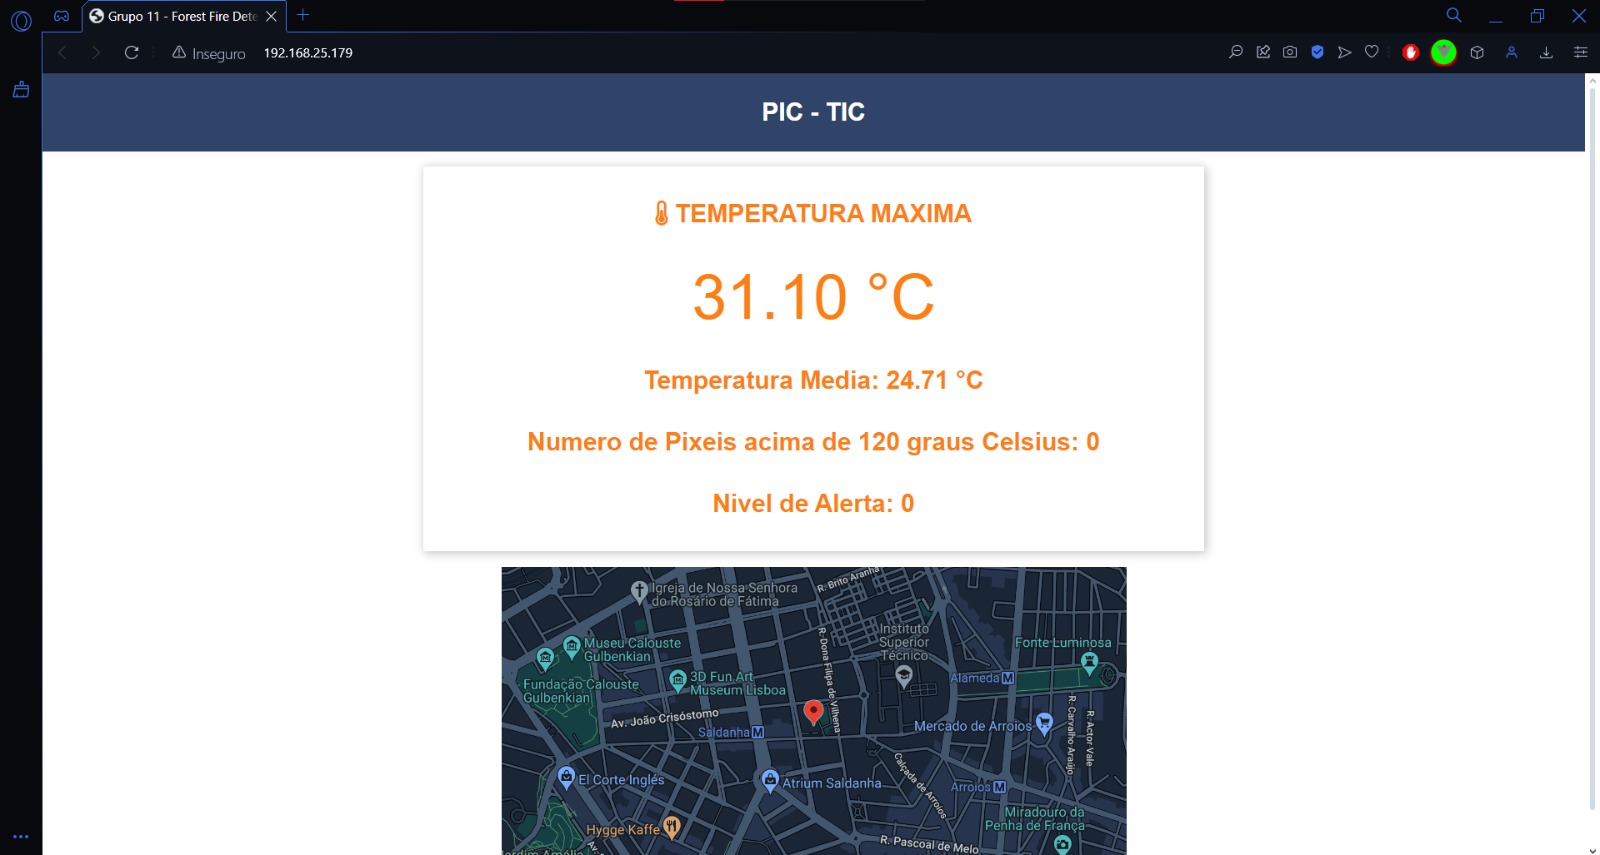 Grupo 11 - Forest Fire Dete
Inseguro
192.168.25.179
PIC - TIC
TEMPERATURA MAXIMA
31.10 °C
Temperatura Media: 24.71 °C
Numero de Pixeis acima de 120 graus Celsius: 0
Nivel de Alerta: 0
Igreja de Nossa Senhora
do Rosário de Fátima
R. Brito Aranha
Museu Calouste
Gulbenkian
Instituto
Superior
Técnico
Fonte Luminosa
Fundação Calouste
Gulbenkian
3D Fun Art
Museum Lisboa
R. Dona Filipa de Vilhena
Alameda M
Av. João Crisóstomo
Saldanha M
Mercado de Arroios
R. Carvalho Araújo
R. Actor Vale
El Corte Inglés
Atrium Saldanha
Calçada de Arroios
Arroios M
Miradouro da
Penha de França
Hygge Kaffe
R. Pascoal de Melo
Jardim Amélia
Av.